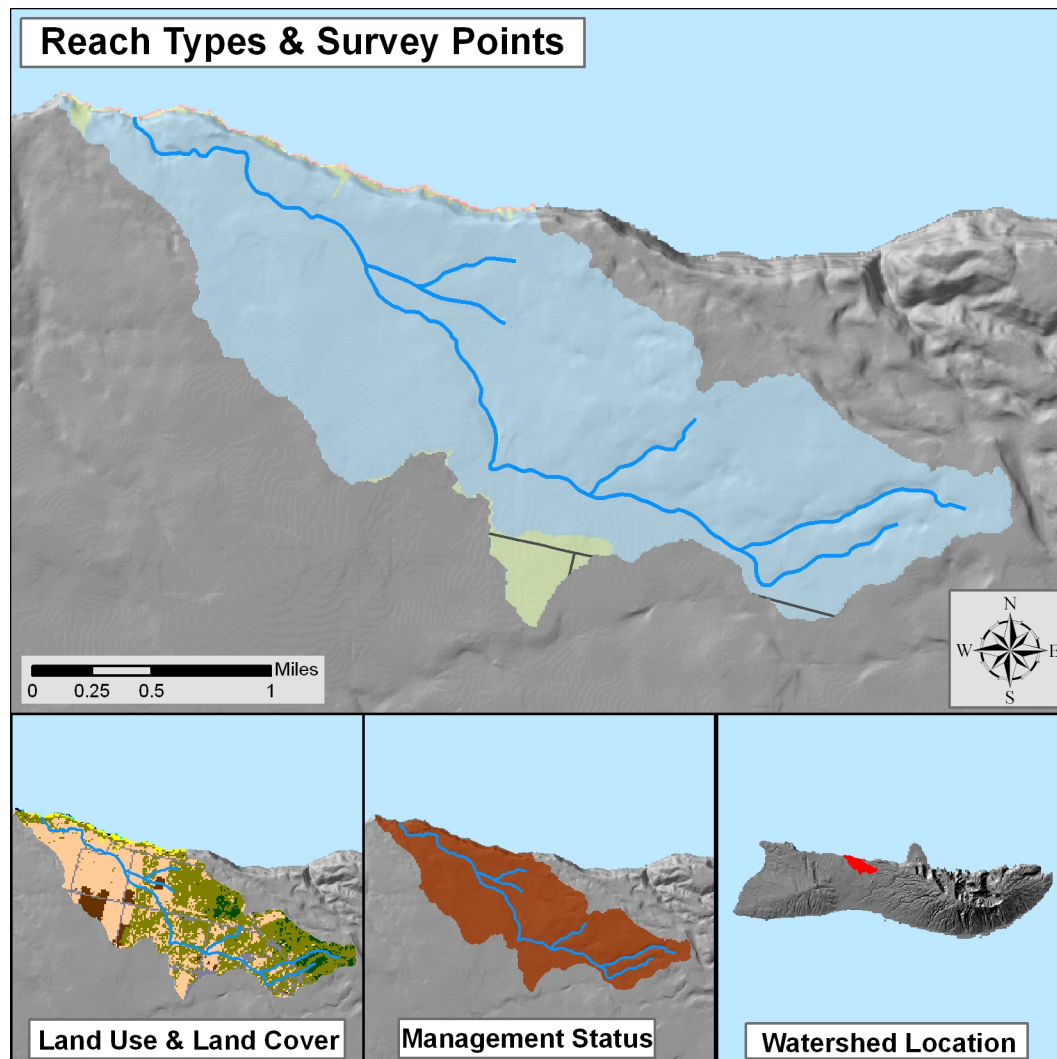 Reach Types & Survey Points
N
W E
S
Miles
0 0.25 0.5 1
Land Use & Land Cover
Management Status
Watershed Location